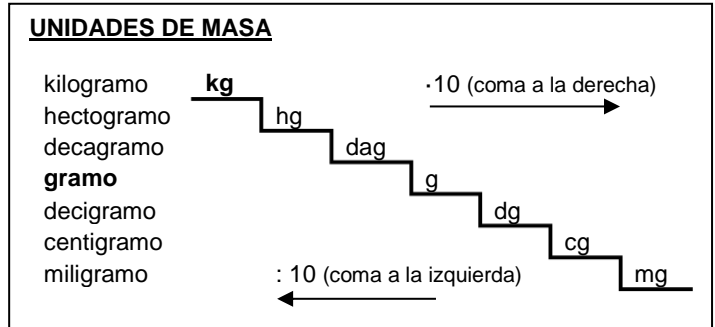 UNIDADES DE MASA
kilogramo kg ·10 (coma a la derecha)
hectogramo hg
decagramo dag
gramo g
decigramo dg
centigramo cg
miligramo : 10 (coma a la izquierda) mg